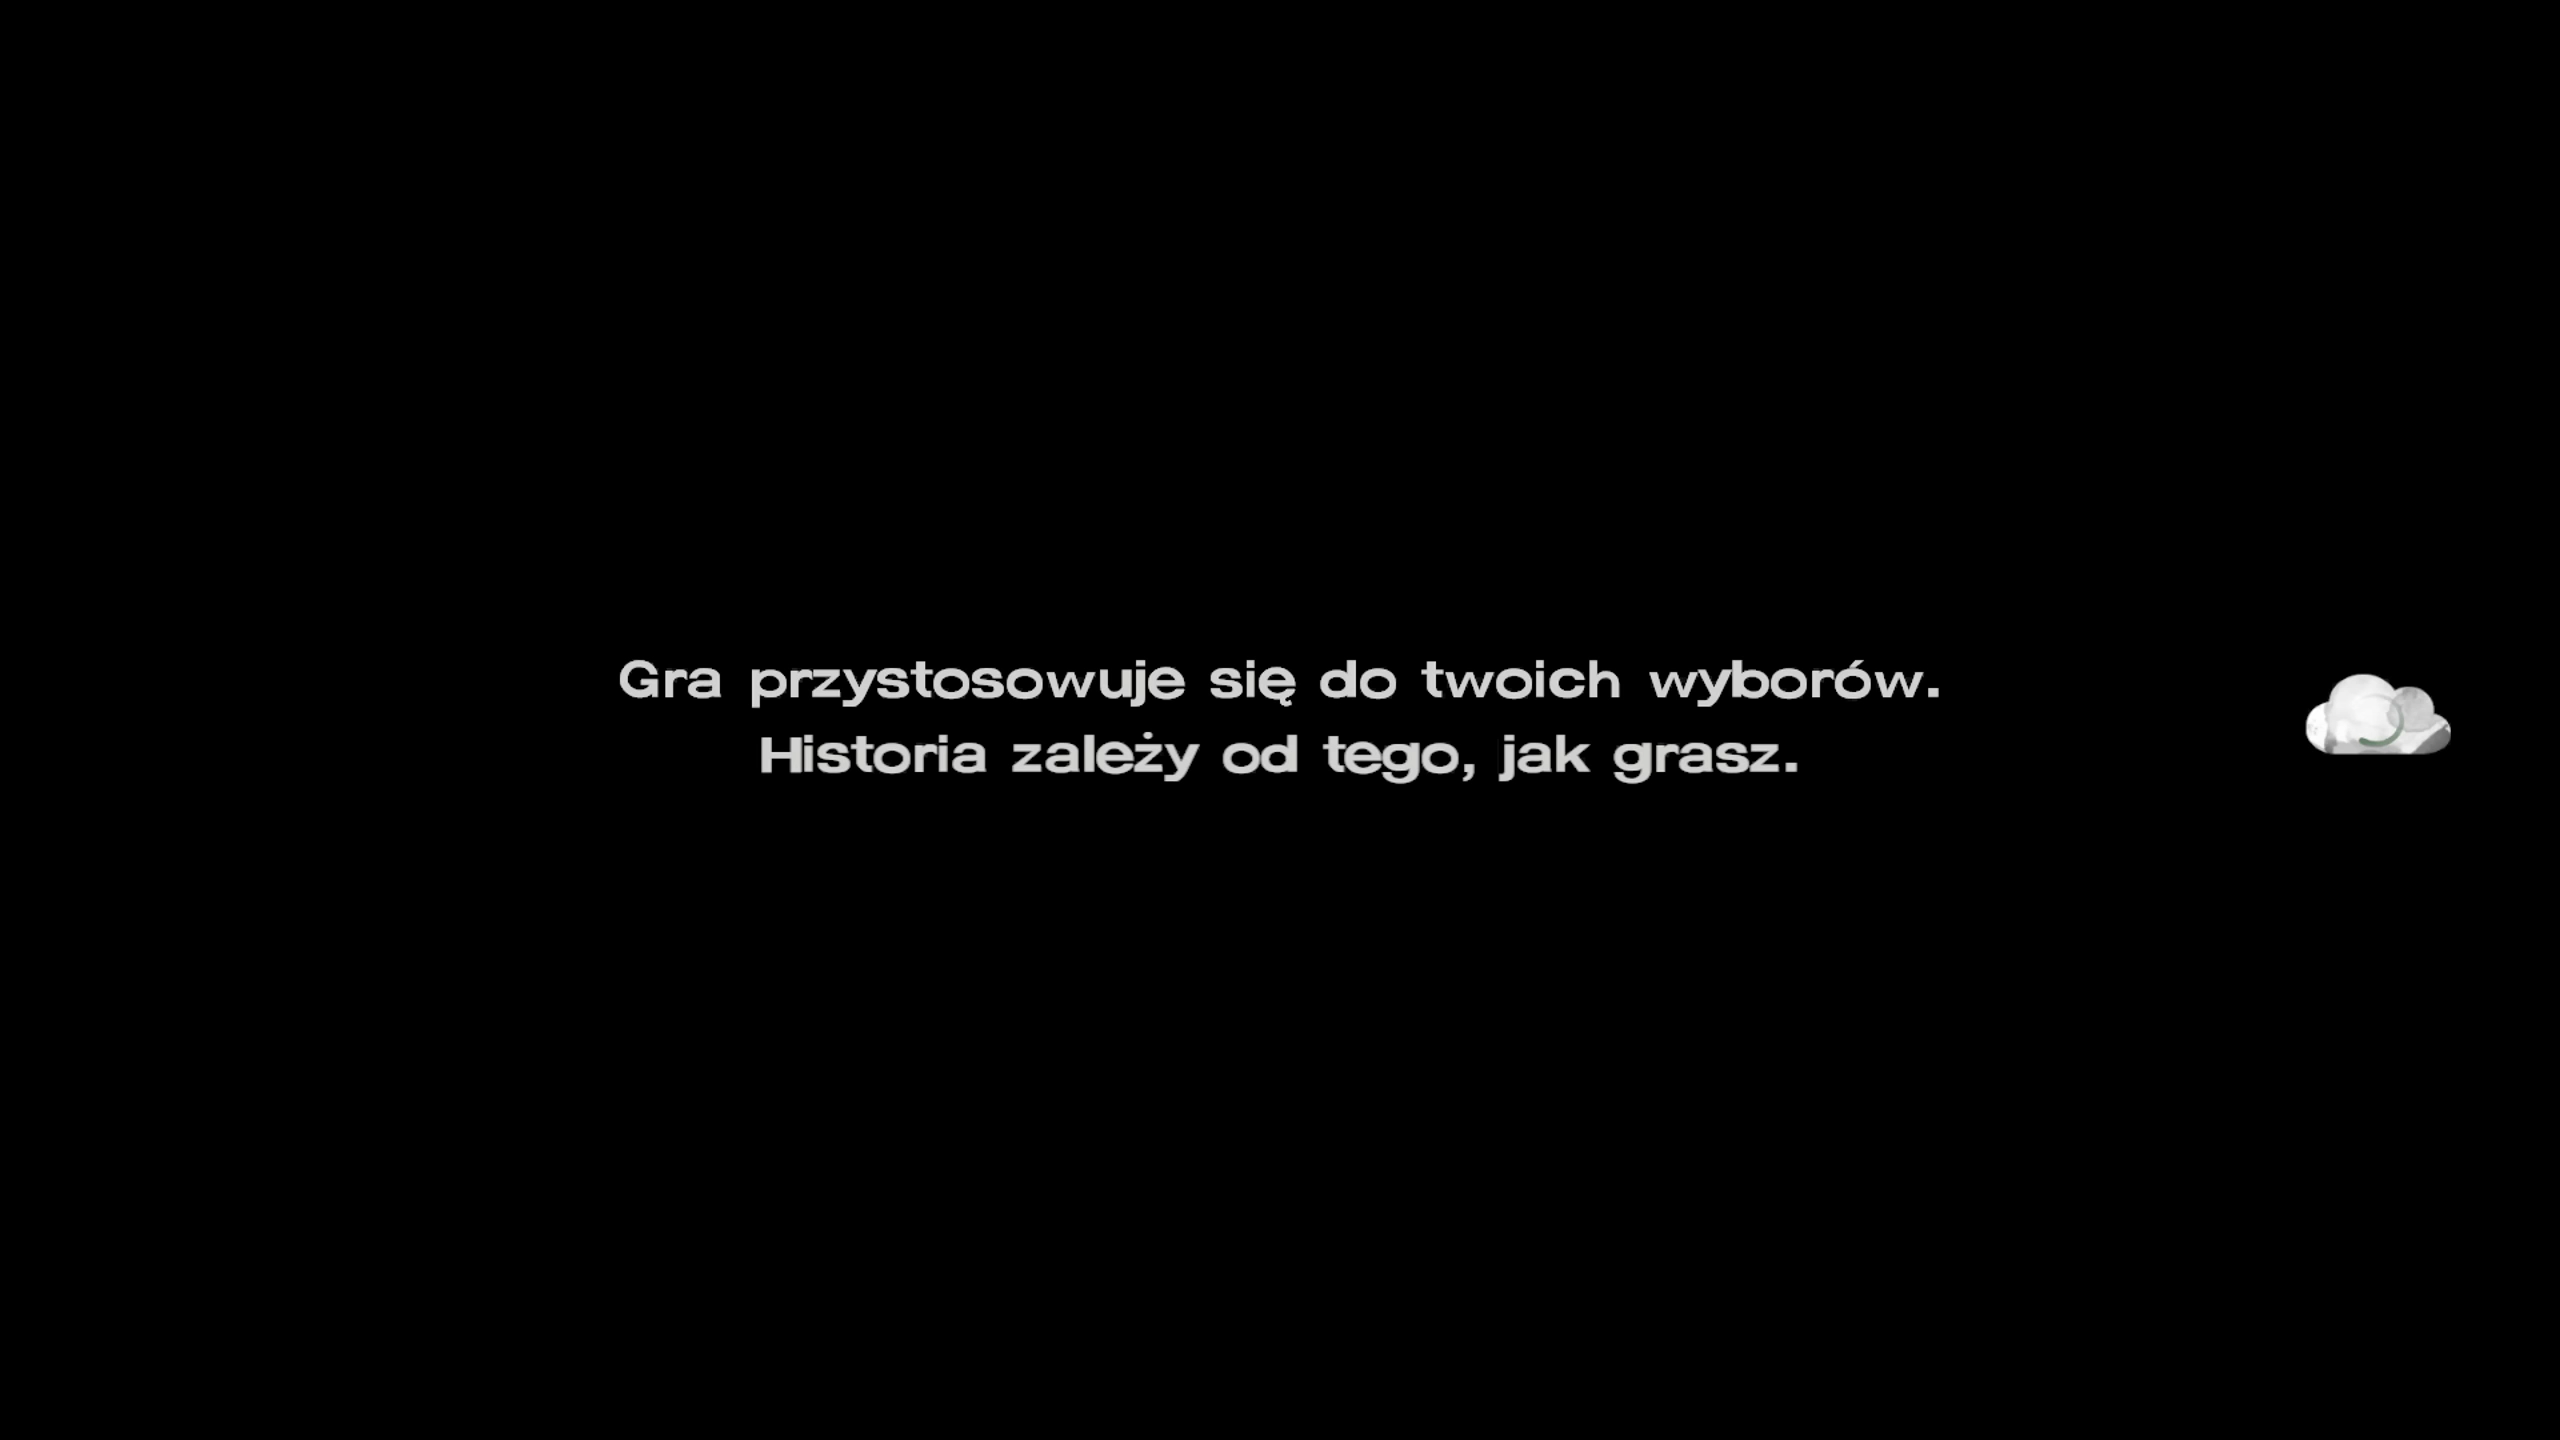 Gra przystosowuje się do twoich wyborów.
Historia zależy od tego, jak grasz.